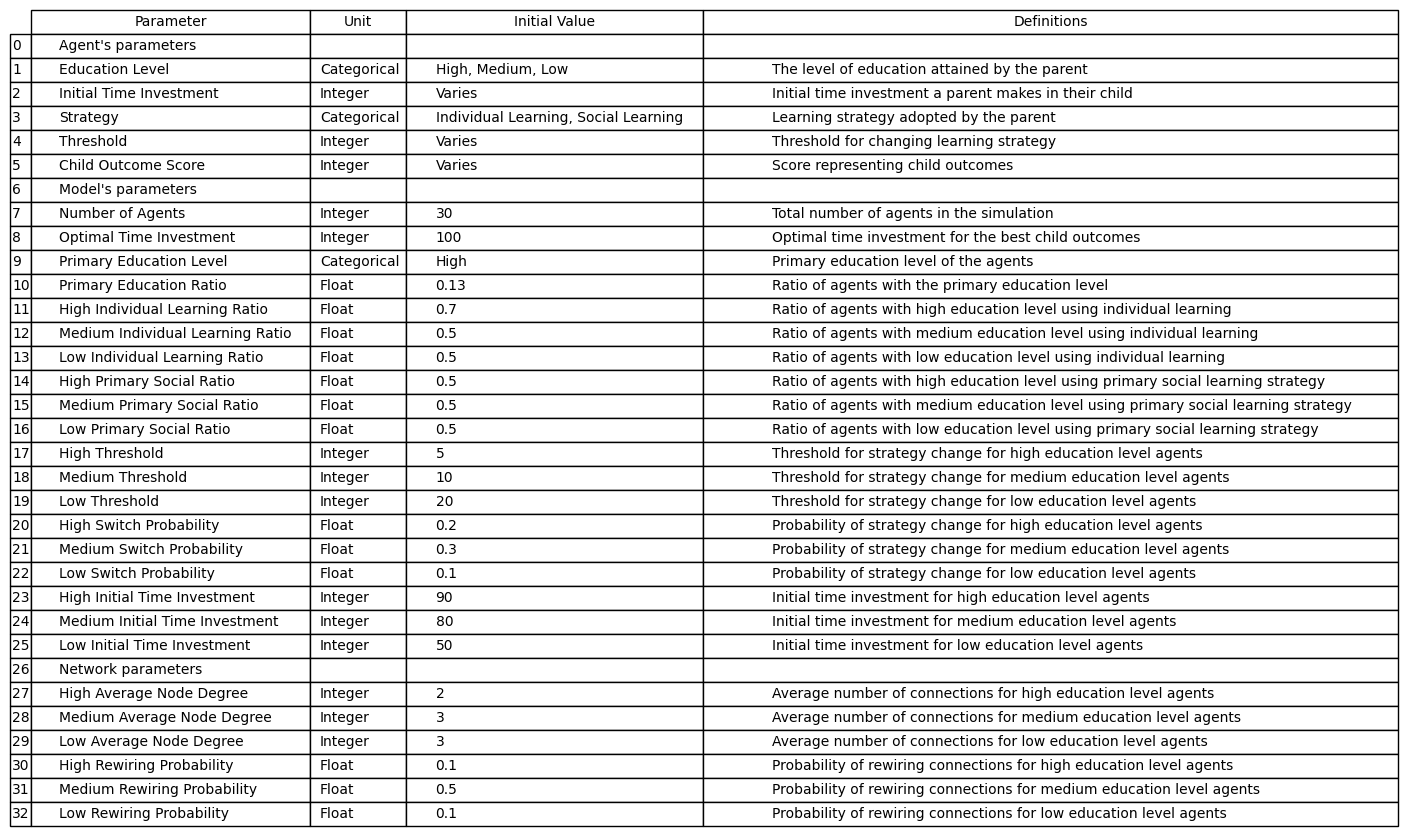 Parameter Unit Initial Value Definitions
0 Agent's parameters
1 Education Level Categorical High, Medium, Low The level of education attained by the parent
2 Initial Time Investment Integer Varies Initial time investment a parent makes in their child
3 Strategy Categorical Individual Learning, Social Learning Learning strategy adopted by the parent
4 Threshold Integer Varies Threshold for changing learning strategy
5 Child Outcome Score Integer Varies Score representing child outcomes
6 Model's parameters
7 Number of Agents Integer 30 Total number of agents in the simulation
8 Optimal Time Investment Integer 100 Optimal time investment for the best child outcomes
9 Primary Education Level Categorical High Primary education level of the agents
10 Primary Education Ratio Float 0.13 Ratio of agents with the primary education level
11 High Individual Learning Ratio Float 0.7 Ratio of agents with high education level using individual learning
12 Medium Individual Learning Ratio Float 0.5 Ratio of agents with medium education level using individual learning
13 Low Individual Learning Ratio Float 0.5 Ratio of agents with low education level using individual learning
14 High Primary Social Ratio Float 0.5 Ratio of agents with high education level using primary social learning strategy
15 Medium Primary Social Ratio Float 0.5 Ratio of agents with medium education level using primary social learning strategy
16 Low Primary Social Ratio Float 0.5 Ratio of agents with low education level using primary social learning strategy
17 High Threshold Integer 5 Threshold for strategy change for high education level agents
18 Medium Threshold Integer 10 Threshold for strategy change for medium education level agents
19 Low Threshold Integer 20 Threshold for strategy change for low education level agents
20 High Switch Probability Float 0.2 Probability of strategy change for high education level agents
21 Medium Switch Probability Float 0.3 Probability of strategy change for medium education level agents
22 Low Switch Probability Float 0.1 Probability of strategy change for low education level agents
23 High Initial Time Investment Integer 90 Initial time investment for high education level agents
24 Medium Initial Time Investment Integer 80 Initial time investment for medium education level agents
25 Low Initial Time Investment Integer 50 Initial time investment for low education level agents
26 Network parameters
27 High Average Node Degree Integer 2 Average number of connections for high education level agents
28 Medium Average Node Degree Integer 3 Average number of connections for medium education level agents
29 Low Average Node Degree Integer 3 Average number of connections for low education level agents
30 High Rewiring Probability Float 0.1 Probability of rewiring connections for high education level agents
31 Medium Rewiring Probability Float 0.5 Probability of rewiring connections for medium education level agents
32 Low Rewiring Probability Float 0.1 Probability of rewiring connections for low education level agents